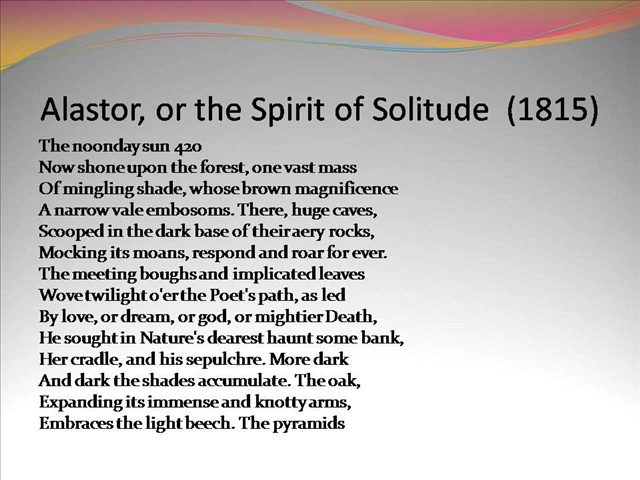 Alastor, or the Spirit of Solitude (1815)
The noonday sun 420
Now shone upon the forest, one vast mass
Of mingling shade, whose brown magnificence
A narrow vale embosoms. There, huge caves,
Scooped in the dark base of their aery rocks,
Mocking its moans, respond and roar for ever.
The meeting boughs and implicated leaves
Wove twilight o'er the Poet's path, as led
By love, or dream, or god, or mightier Death,
He sought in Nature's dearest haunt some bank,
Her cradle, and his sepulchre. More dark
And dark the shades accumulate. The oak,
Expanding its immense and knotty arms,
Embraces the light beech. The pyramids